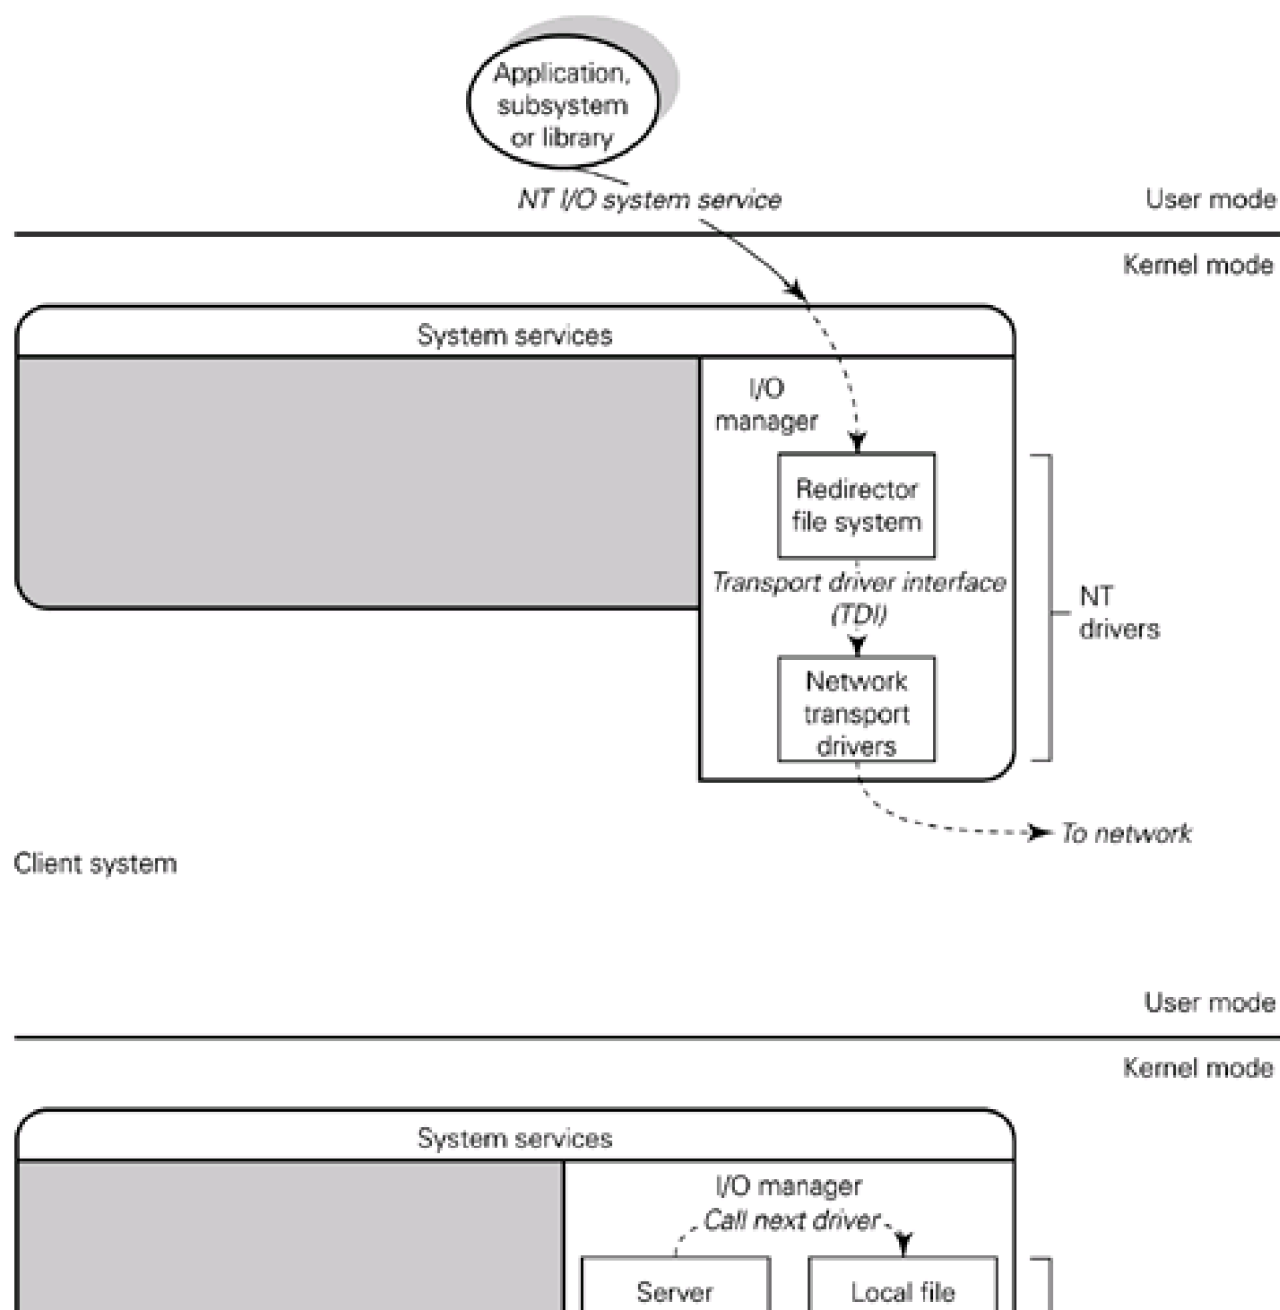 Application,
subsystem
or library
NT I/O system service
User mode
Kernel mode
System services
I/O
manager
Redirector
file system
Transport driver interface
(TDI)
NT
drivers
Network
transport
drivers
To network
Client system
User mode
Kernel mode
System services
I/O manager
Call next driver
Server
Local file